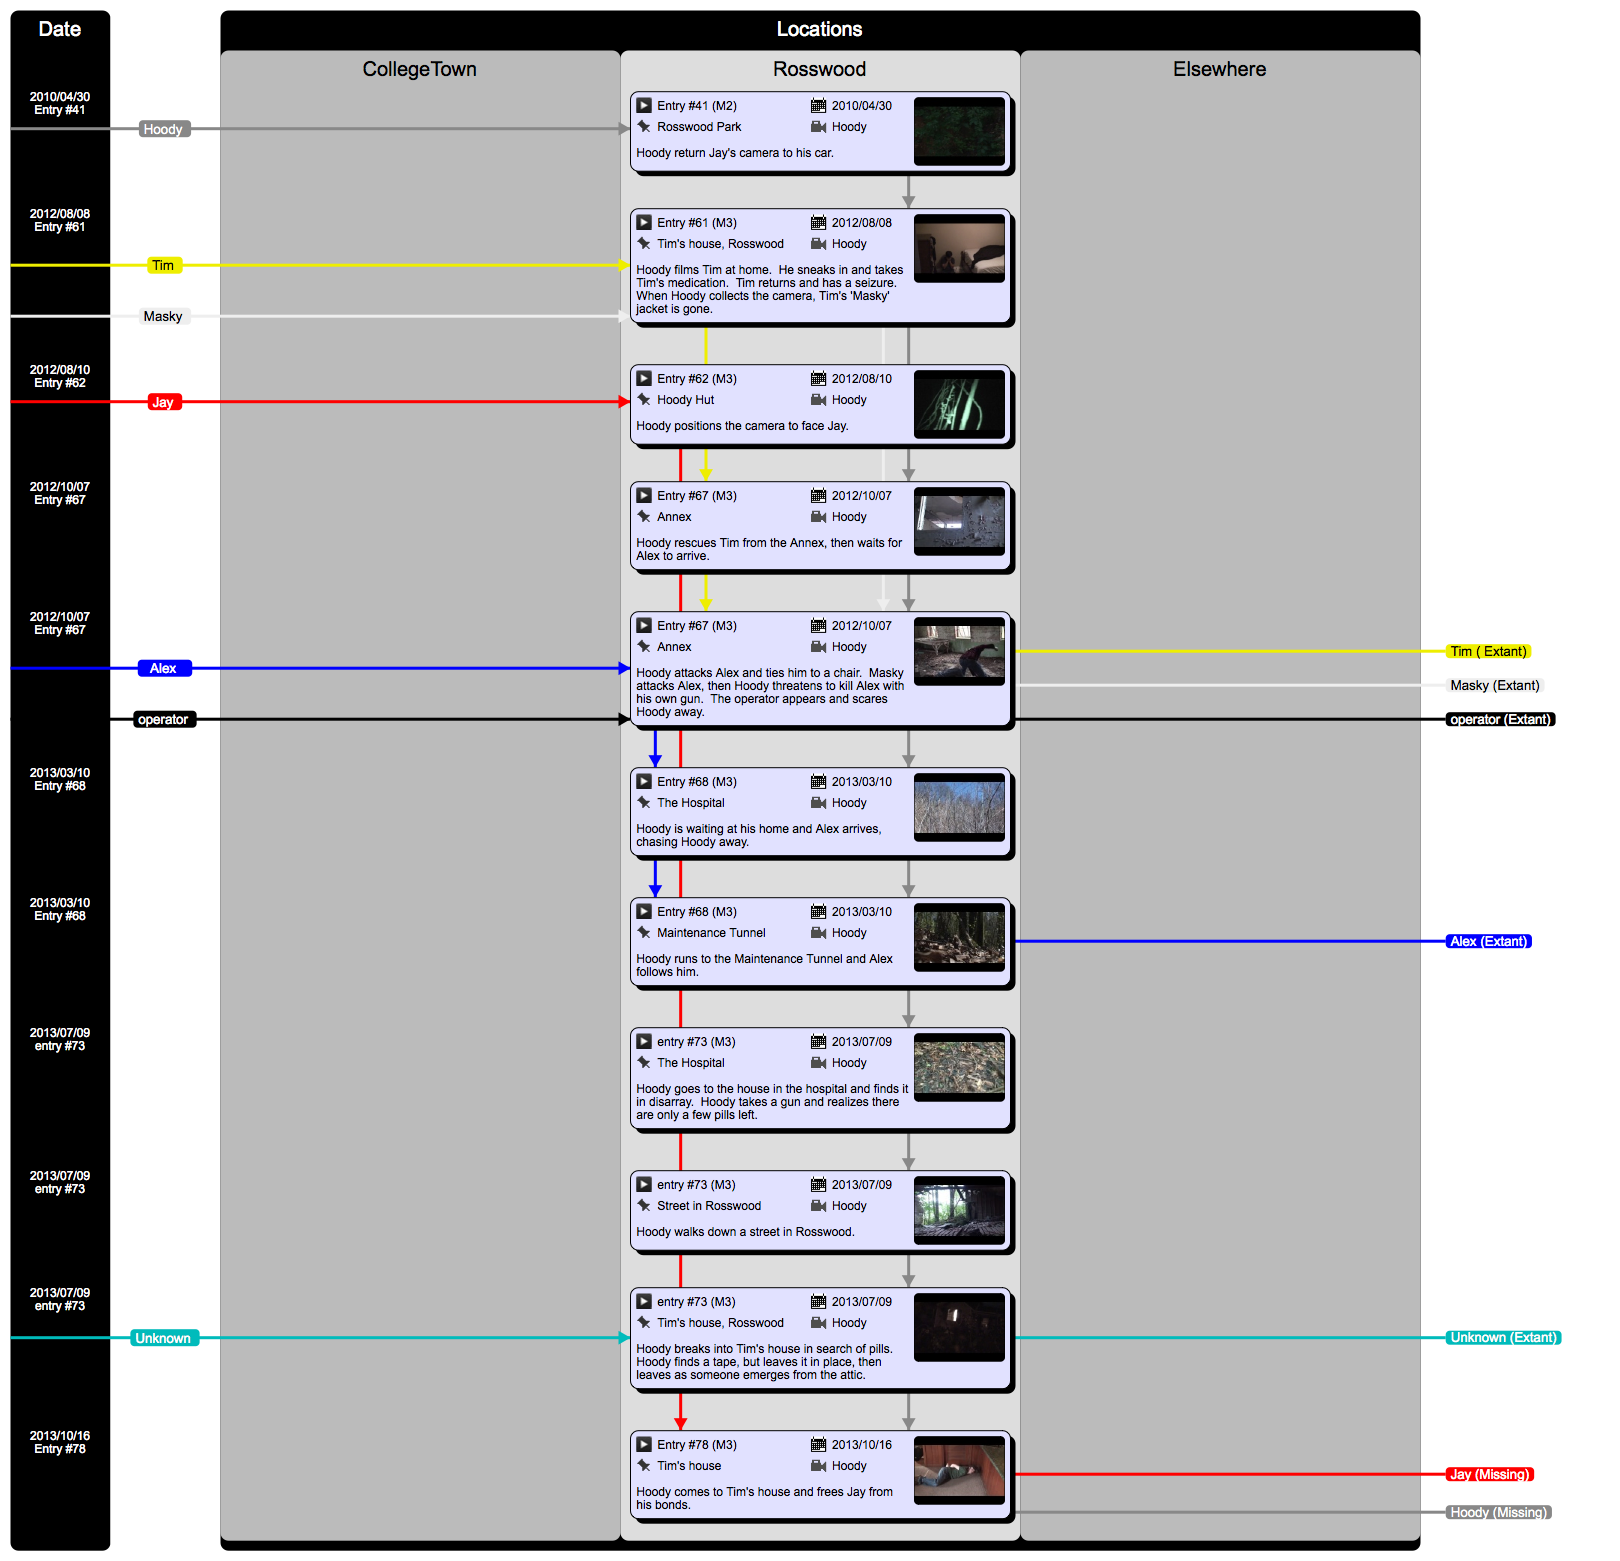 Date
Locations
CollegeTown
Rosswood
Elsewhere
2010/04/30
Entry #41
Hoody
Entry #41 (M2)
2010/04/30
Rosswood Park
Hoody
Hoody return Jay's camera to his car.
2012/08/08
Entry #61
Tim
Masky
Entry #61 (M3)
2012/08/08
Tim's house, Rosswood
Hoody
Hoody films Tim at home.  He sneaks in and takes
Tim's medication.  Tim returns and has a seizure.
When Hoody collects the camera, Tim's 'Masky'
jacket is gone.
2012/08/10
Entry #62
Jay
Entry #62 (M3)
2012/08/10
Hoody Hut
Hoody
Hoody positions the camera to face Jay.
2012/10/07
Entry #67
Entry #67 (M3)
2012/10/07
Annex
Hoody
Hoody rescues Tim from the Annex, then waits for
Alex to arrive.
2012/10/07
Entry #67
Alex
operator
Entry #67 (M3)
2012/10/07
Annex
Hoody
Hoody attacks Alex and ties him to a chair.  Masky
attacks Alex, then Hoody threatens to kill Alex with
his own gun.  The operator appears and scares
Hoody away.
Tim ( Extant)
Masky (Extant)
operator (Extant)
2013/03/10
Entry #68
Entry #68 (M3)
2013/03/10
The Hospital
Hoody
Hoody is waiting at his home and Alex arrives,
chasing Hoody away.
2013/03/10
Entry #68
Entry #68 (M3)
2013/03/10
Maintenance Tunnel
Hoody
Hoody runs to the Maintenance Tunnel and Alex
follows him.
Alex (Extant)
2013/07/09
entry #73
entry #73 (M3)
2013/07/09
The Hospital
Hoody
Hoody goes to the house in the hospital and finds it
in disarray.  Hoody takes a gun and realizes there
are only a few pills left.
2013/07/09
entry #73
entry #73 (M3)
2013/07/09
Street in Rosswood
Hoody
Hoody walks down a street in Rosswood.
2013/07/09
entry #73
Unknown
entry #73 (M3)
2013/07/09
Tim's house, Rosswood
Hoody
Hoody breaks into Tim's house in search of pills.
Hoody finds a tape, but leaves it in place, then
leaves as someone emerges from the attic.
Unknown (Extant)
2013/10/16
Entry #78
Entry #78 (M3)
2013/10/16
Tim's house
Hoody
Hoody comes to Tim's house and frees Jay from
his bonds.
Jay (Missing)
Hoody (Missing)